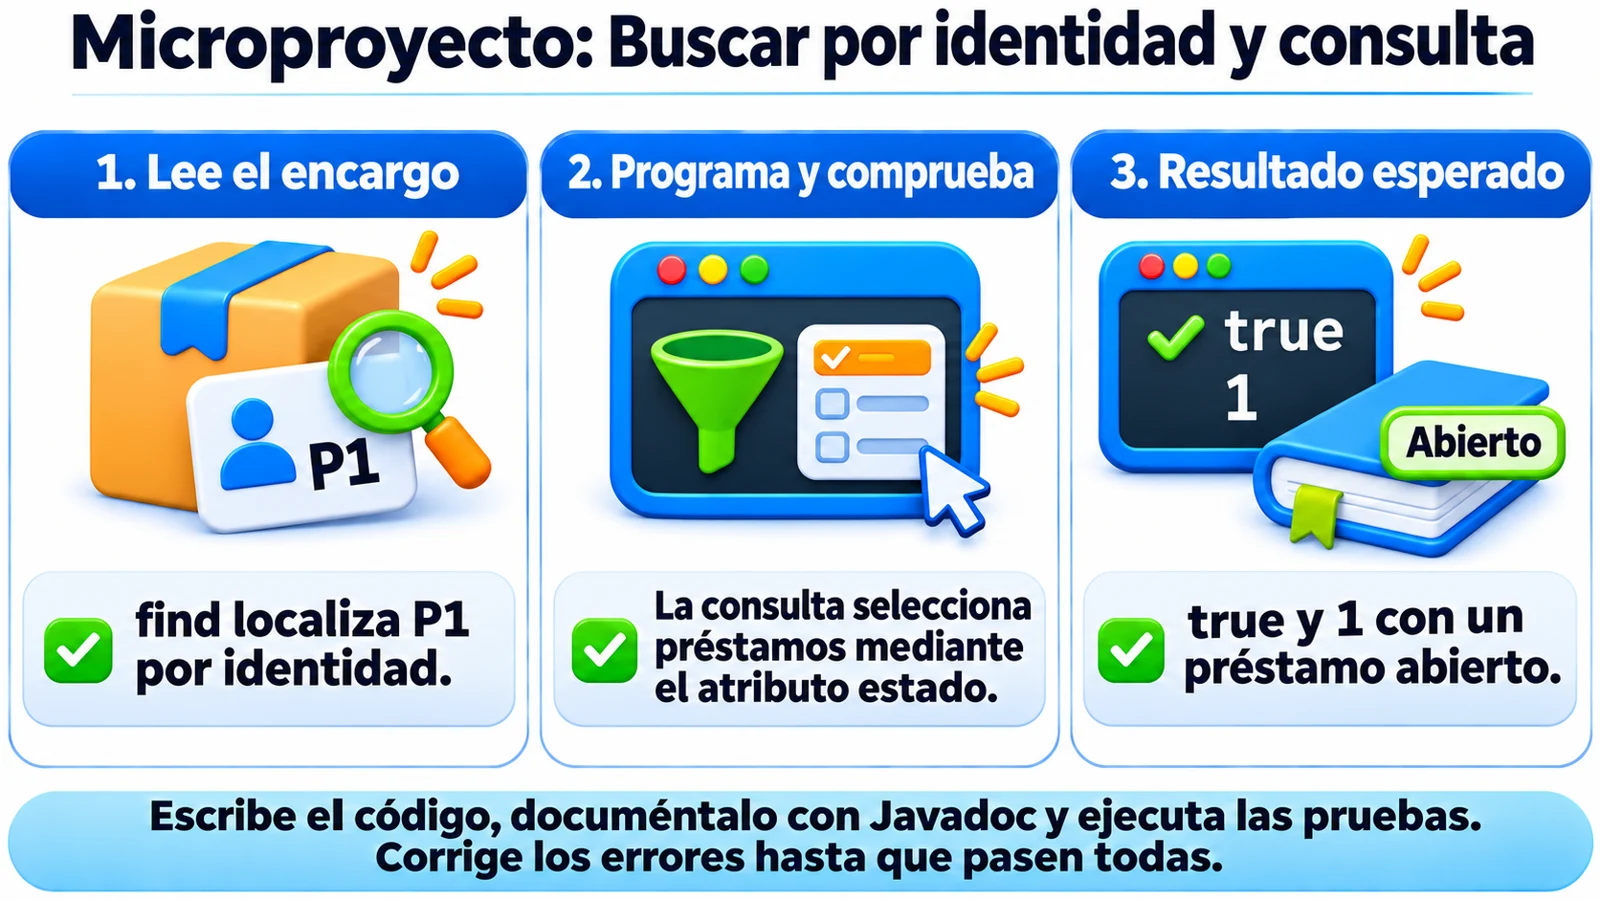 Microproyecto: Buscar por identidad y consulta
1. Lee el encargo
P1
find localiza P1
por identidad.
2. Programa y comprueba
La consulta selecciona
préstamos mediante
el atributo estado.
3. Resultado esperado
true
1
Abierto
true y 1 con un
préstamo abierto.
Escribe el código, documéntalo con Javadoc y ejecuta las pruebas.
Corrige los errores hasta que pasen todas.